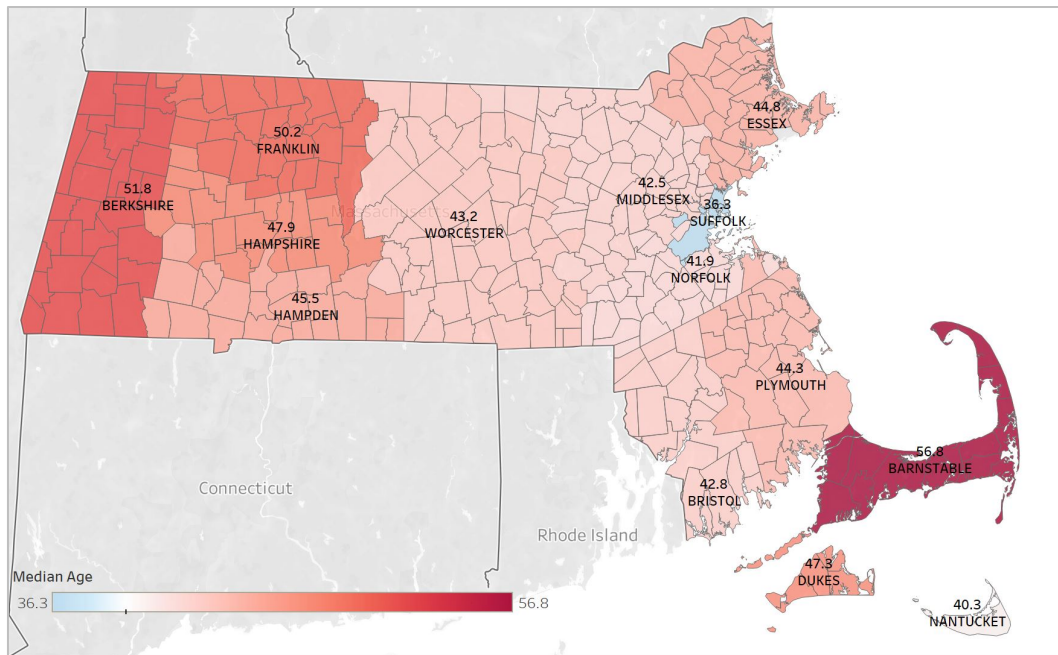 44.8
ESSEX
50.2
FRANKLIN
51.8
BERKSHIRE
42.5
MIDDLESEX
36.3
SUFFOLK
Massachusetts
43.2
WORCESTER
47.9
HAMPSHIRE
41.9
NORFOLK
45.5
HAMPDEN
44.3
PLYMOUTH
56.8
BARNSTABLE
42.8
BRISTOL
Connecticut
Rhode Island
47.3
DUKES
40.3
NANTUCKET
Median Age
36.3 56.8